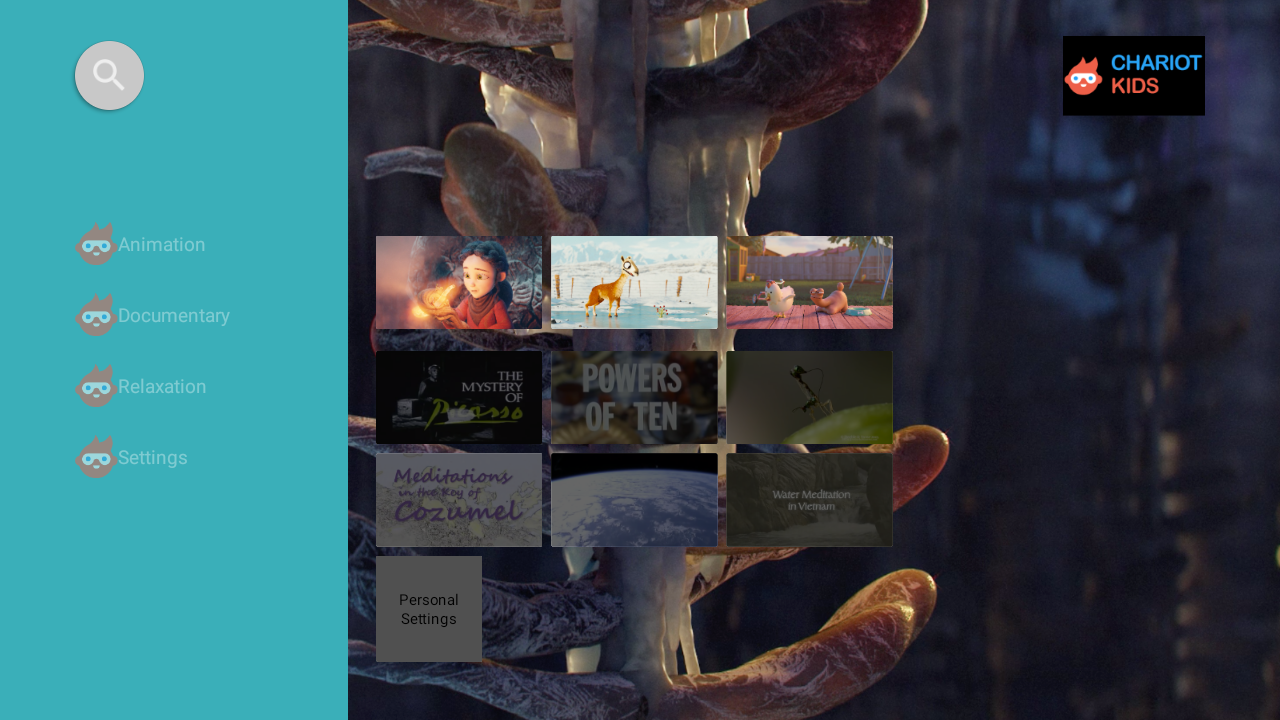 CHARIOT
KIDS
Animation
Documentary
Relaxation
Settings
THE
MYSTERY
OF
Picasso
POWERS
OF TEN
Meditations
in the Key of
Cozumel
Water Meditation
in Vietnam
Personal
Settings